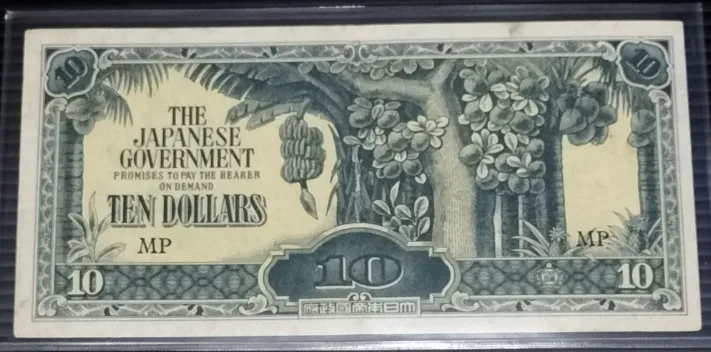 10
10
THE
JAPANESE
GOVERNMENT
PROMISES TO PAY THE BEARER
ON DEMAND
TEN DOLLARS
MP
MP
10
10
10
府政國帝本日大